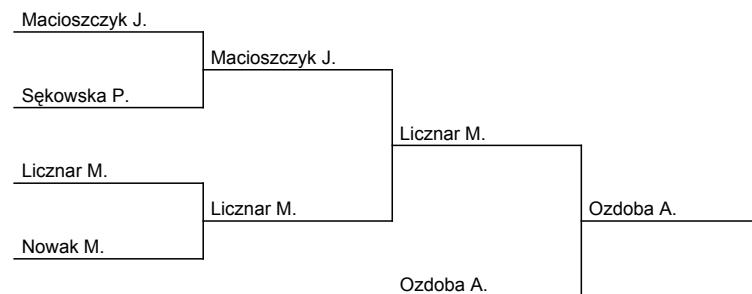 Macioszczyk J.
Macioszczyk J.
Sękowska P.
Licznar M.
Licznar M.
Licznar M.
Ozdoba A.
Nowak M.
Ozdoba A.